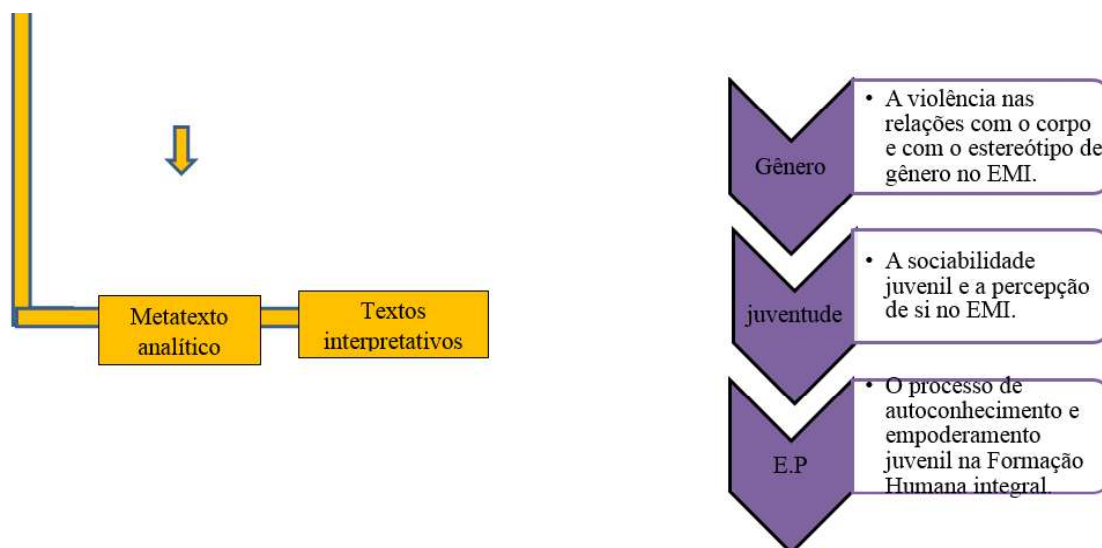 Metatexto
analítico
Textos
interpretativos
Gênero
• A violência nas
relações com o corpo
e com o estereótipo de
gênero no EMI.
juventude
• A sociabilidade
juvenil e a percepção
de si no EMI.
E.P
• O processo de
autoconhecimento e
empoderamento
juvenil na Formação
Humana integral.